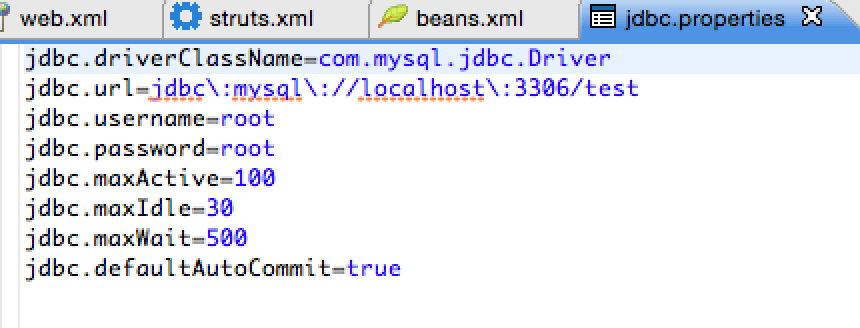 web.xml struts.xml beans.xml jdbc.properties
jdbc.driverClassName=com.mysql.jdbc.Driver
jdbc.url=jdbc\:mysql\://localhost\:3306/test
jdbc.username=root
jdbc.password=root
jdbc.maxActive=100
jdbc.maxIdle=30
jdbc.maxWait=500
jdbc.defaultAutoCommit=true